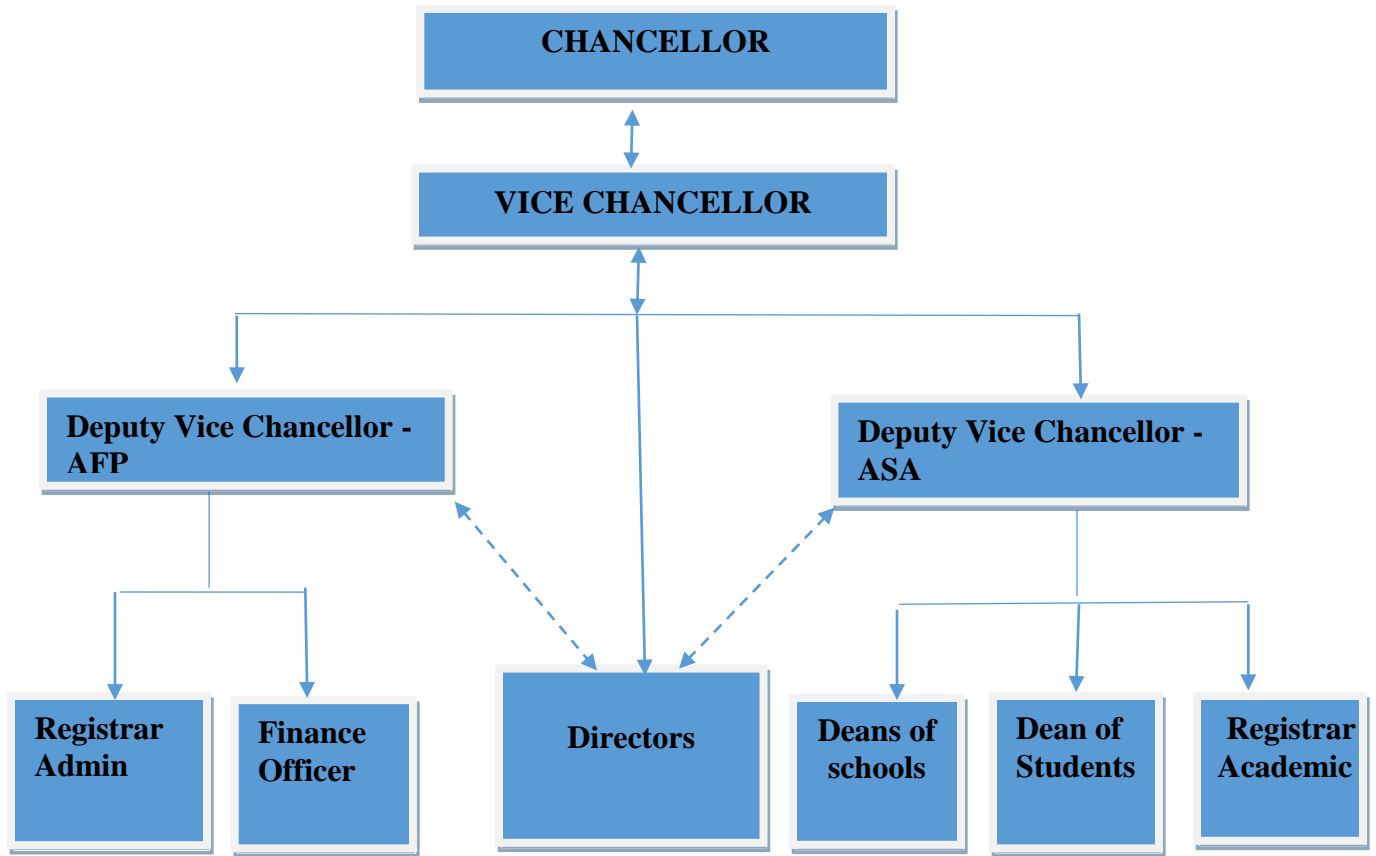 CHANCELLOR
VICE CHANCELLOR
Deputy Vice Chancellor -
AFP
Deputy Vice Chancellor -
ASA
Registrar
Admin
Finance
Officer
Directors
Deans of
schools
Dean of
Students
Registrar
Academic